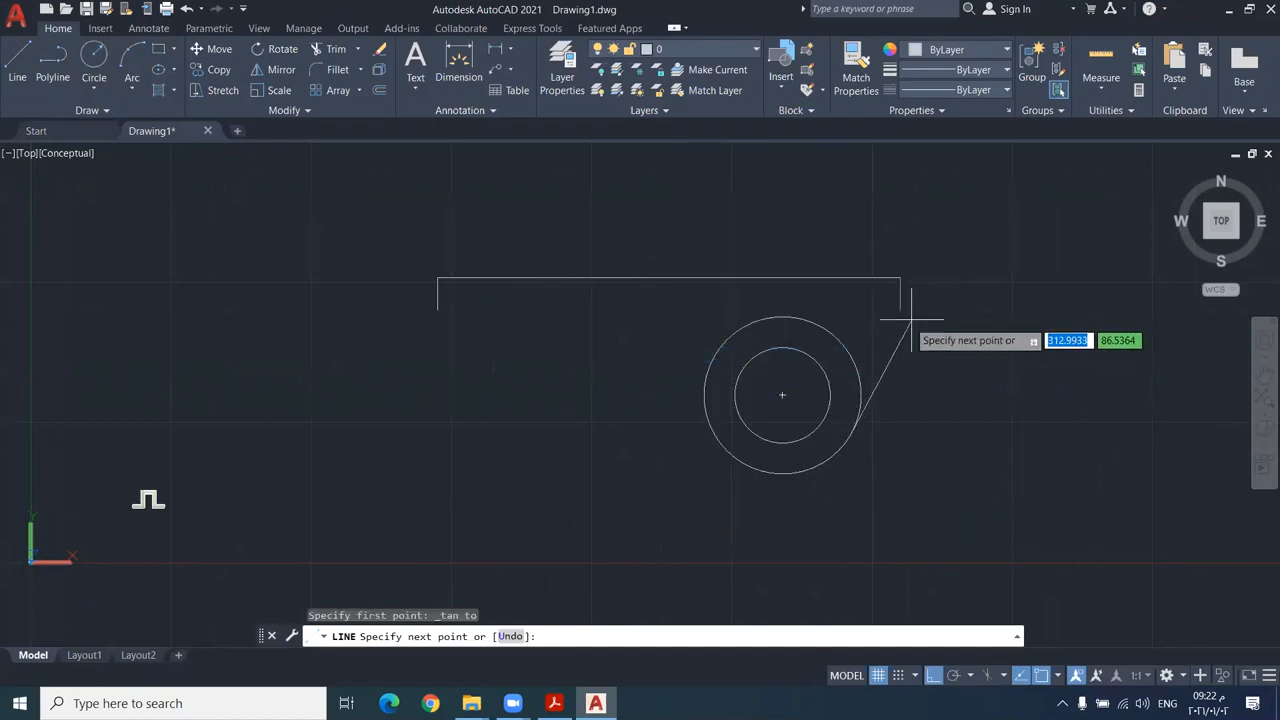 Autodesk AutoCAD 2021 Drawing1.dwg
Type a keyword or phrase
Sign In
Home Insert Annotate Parametric View Manage Output Add-ins Collaborate Express Tools Featured Apps
Line
Polyline
Circle
Arc
Move Rotate Trim
Copy Mirror Fillet
Stretch Scale Array
Text
Dimension
Table
Layer
Properties
0
Make Current
Match Layer
Insert
Match
Properties
ByLayer
ByLayer
ByLayer
Group
Measure
Paste
Base
Draw Modify Annotation Layers Block Properties Groups Utilities Clipboard View
Start Drawing1*
[−][Top][Conceptual]
N
W TOP E
S
WCS
Specify next point or 312.9933 86.5364
Y
X
Specify first point: _tan to
LINE Specify next point or [Undo]:
Model Layout1 Layout2
MODEL 1:1
Type here to search
09:22 م